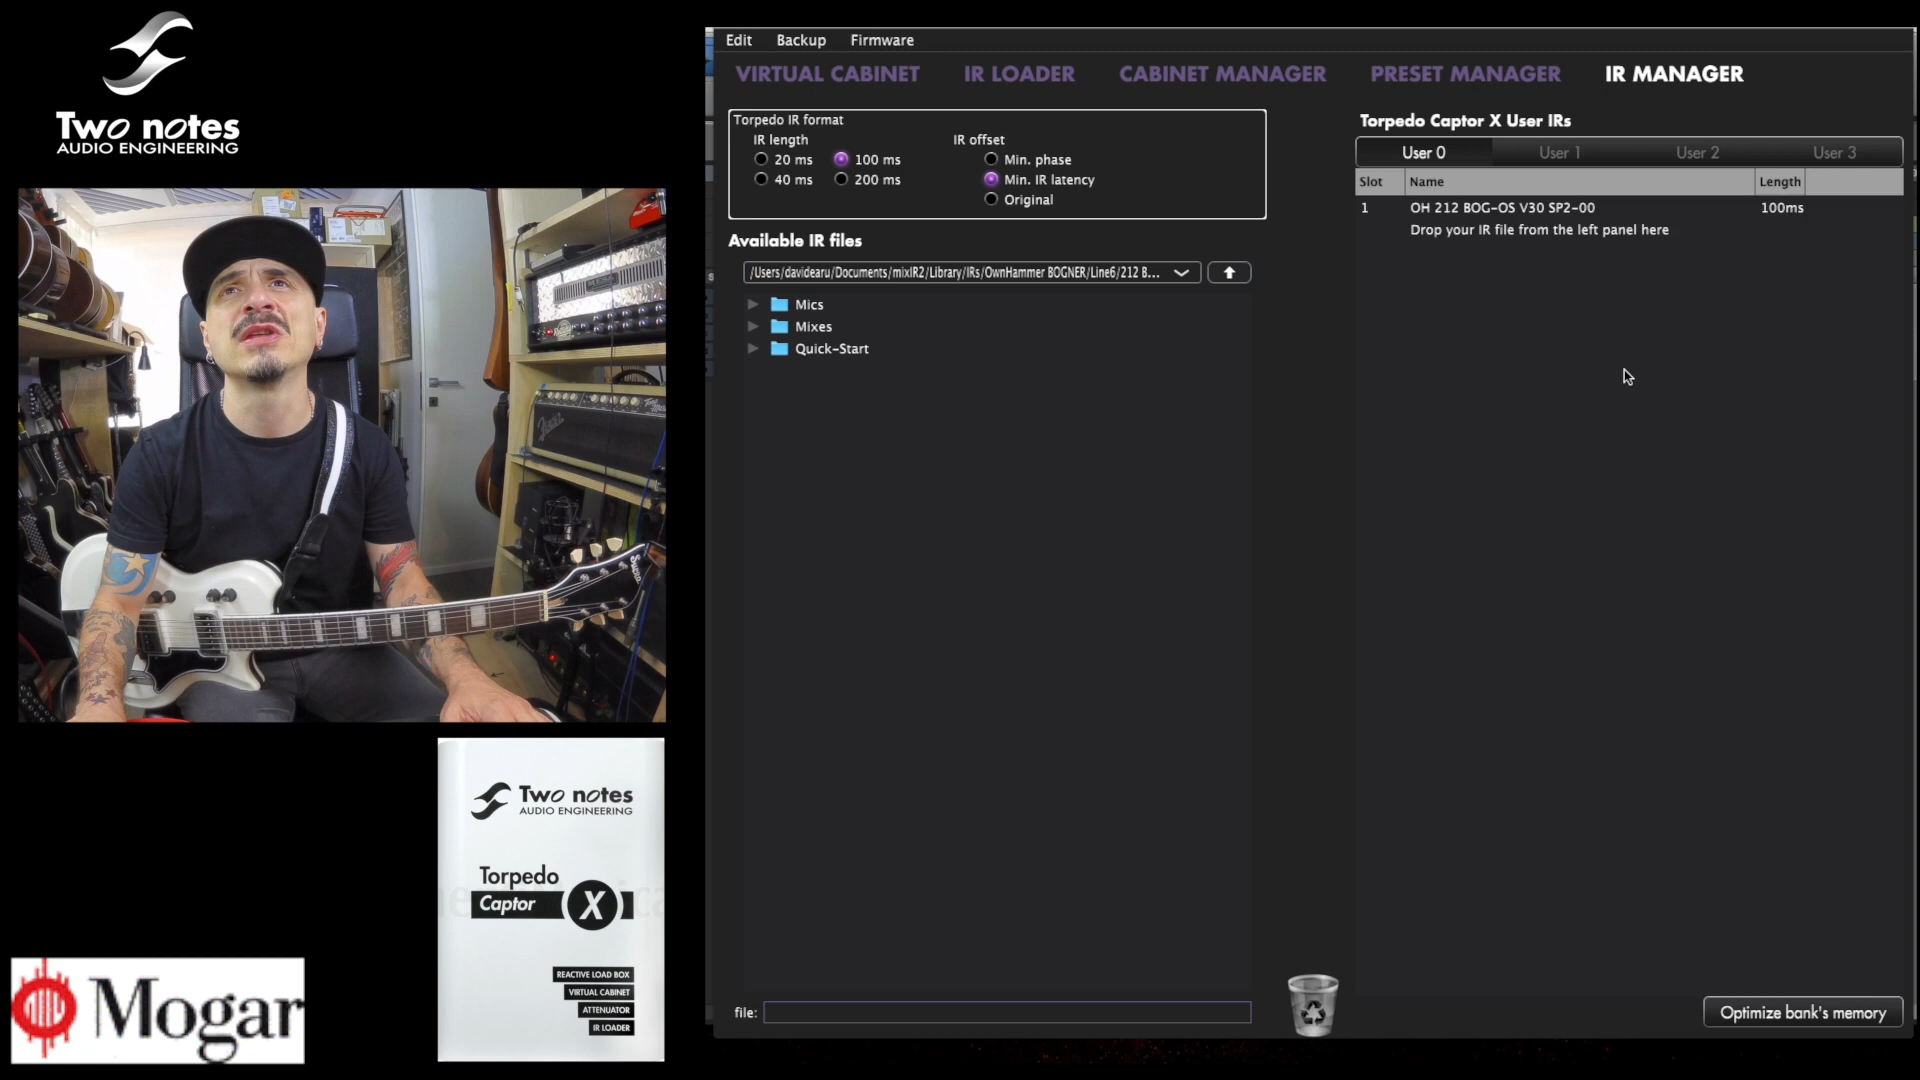 Two notes
AUDIO ENGINEERING
Edit Backup Firmware
VIRTUAL CABINET IR LOADER CABINET MANAGER PRESET MANAGER IR MANAGER
Torpedo IR format
IR length IR offset
20 ms 100 ms Min. phase
40 ms 200 ms Min. IR latency
Original
Available IR files
/Users/davidearu/Documents/mixIR2/Library/IRs/OwnHammer BOGNER/Line6/212 B...
Mics
Mixes
Quick-Start
file:
Torpedo Captor X User IRs
User 0 User 1 User 2 User 3
Slot Name Length
1 OH 212 BOG-OS V30 SP2-00 100ms
Drop your IR file from the left panel here
Optimize bank's memory
Two notes
AUDIO ENGINEERING
Torpedo
Captor X
REACTIVE LOAD BOX
VIRTUAL CABINET
ATTENUATOR
IR LOADER
Mogar